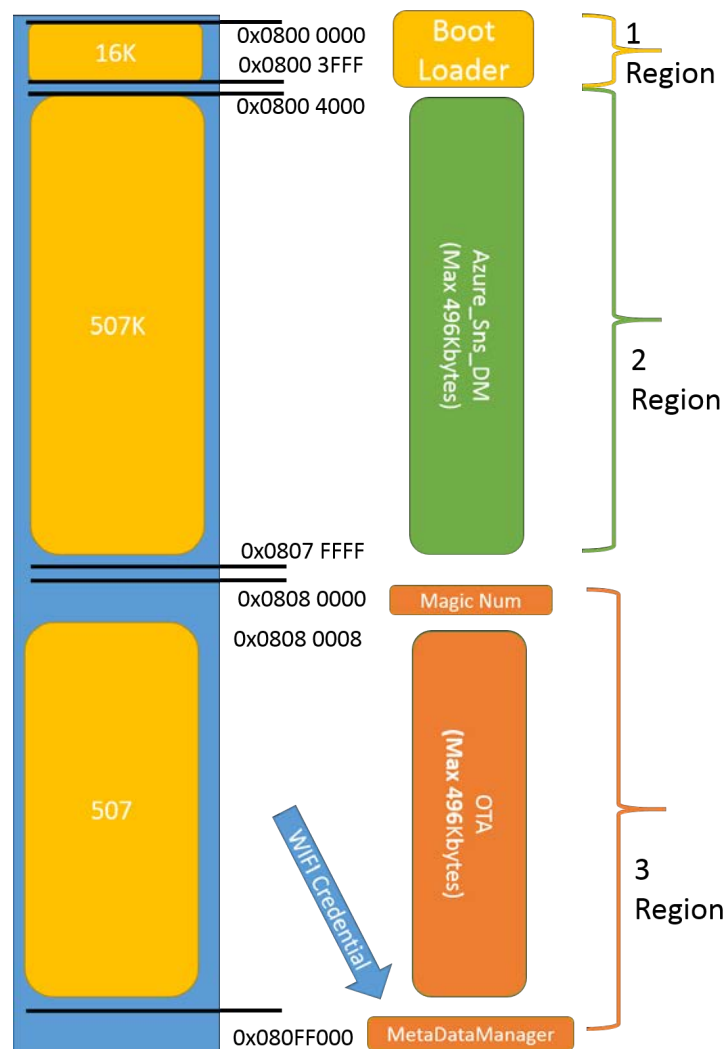 16K
0x0800 0000
0x0800 3FFF
Boot
Loader
1
Region
0x0800 4000
507K
Azure_Sns_DM
(Max 496Kbytes)
2
Region
0x0807 FFFF
0x0808 0000
Magic Num
0x0808 0008
507
OTA
(Max 496Kbytes)
WIFI Credential
3
Region
0x080FF000
MetaDataManager